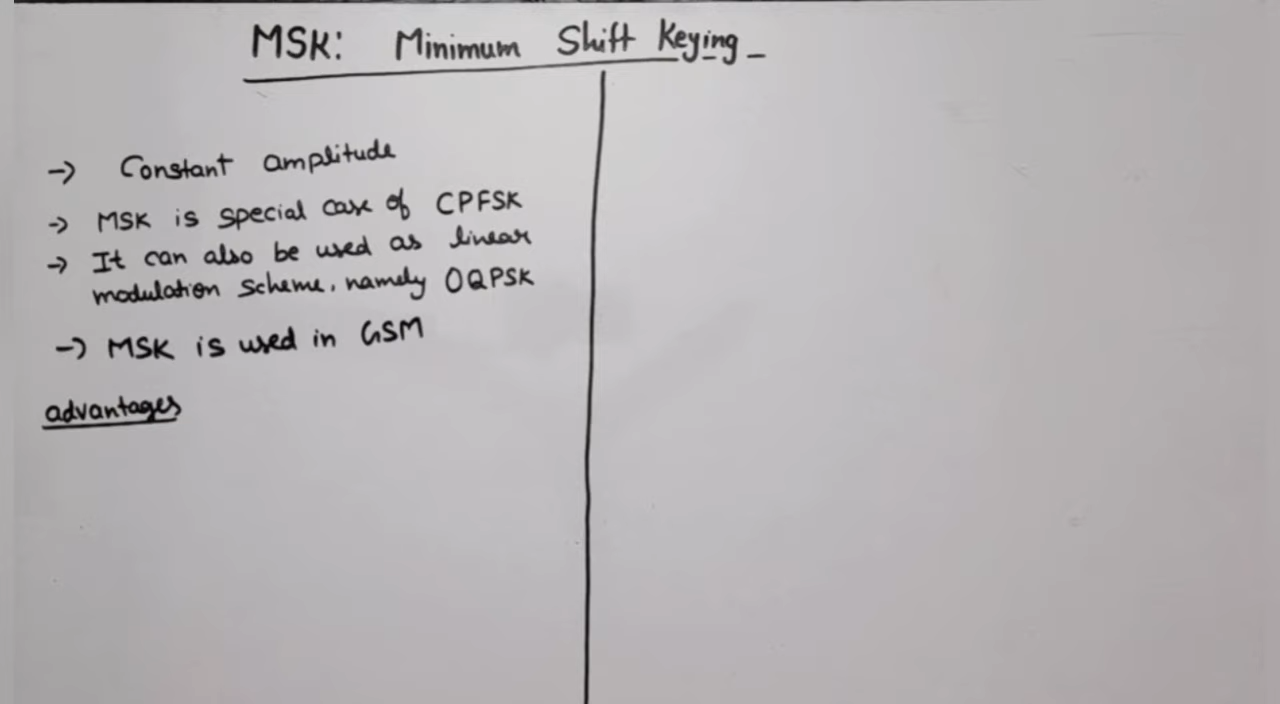 MSK: Minimum Shift Keying
→ Constant amplitude
→ MSK is special case of CPFSK
→ It can also be used as linear
modulation scheme, namely OQPSK
→ MSK is used in GSM
advantages